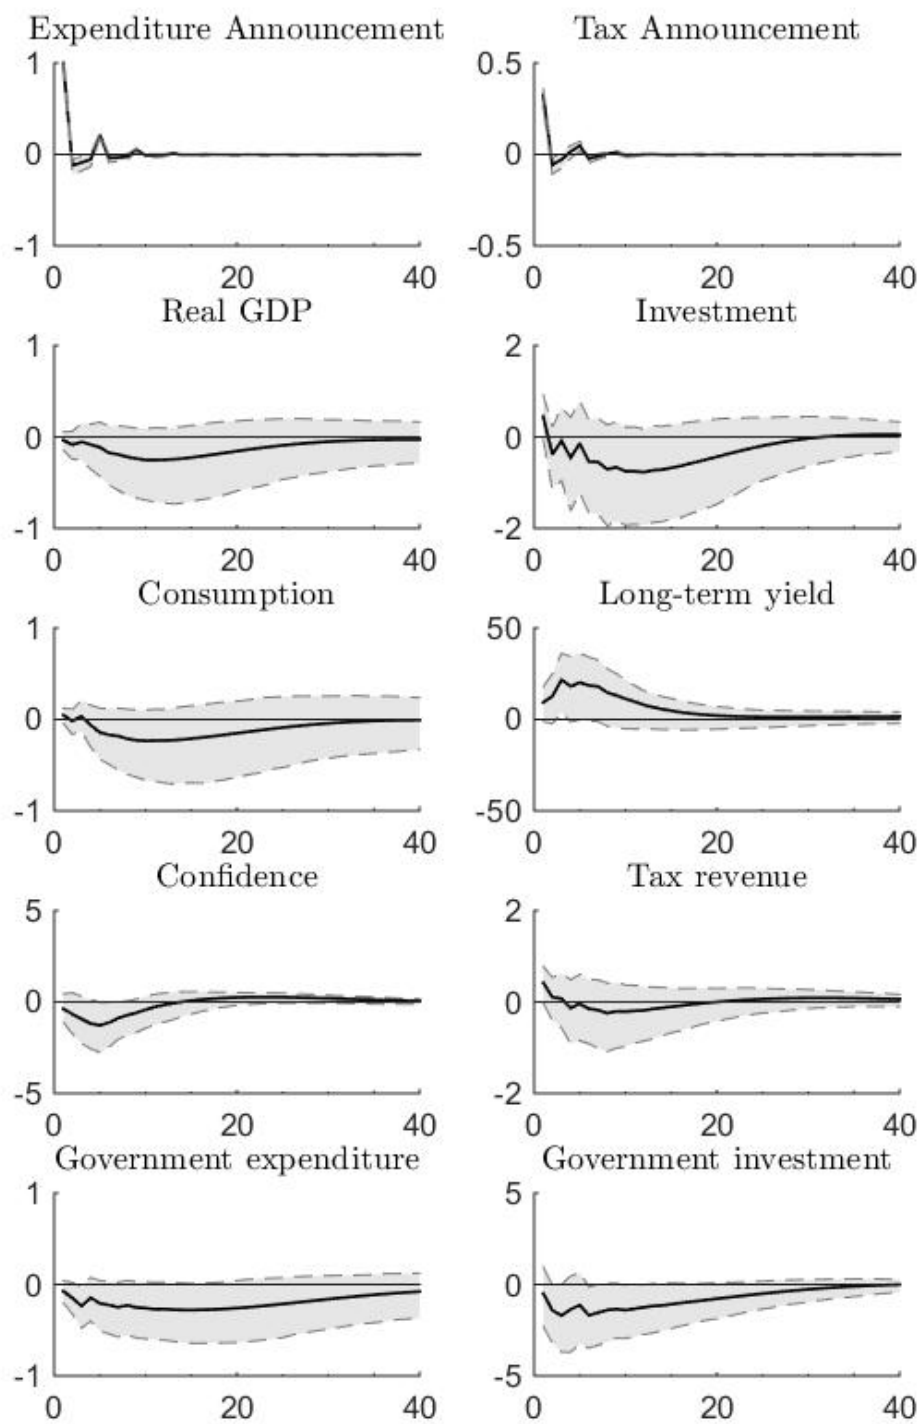 Expenditure Announcement
1
0
-1
0 20 40
Tax Announcement
0.5
0
-0.5
0 20 40
Real GDP
1
0
-1
0 20 40
Investment
2
0
-2
0 20 40
Consumption
1
0
-1
0 20 40
Long-term yield
50
0
-50
0 20 40
Confidence
5
0
-5
0 20 40
Tax revenue
2
0
-2
0 20 40
Government expenditure
1
0
-1
0 20 40
Government investment
5
0
-5
0 20 40